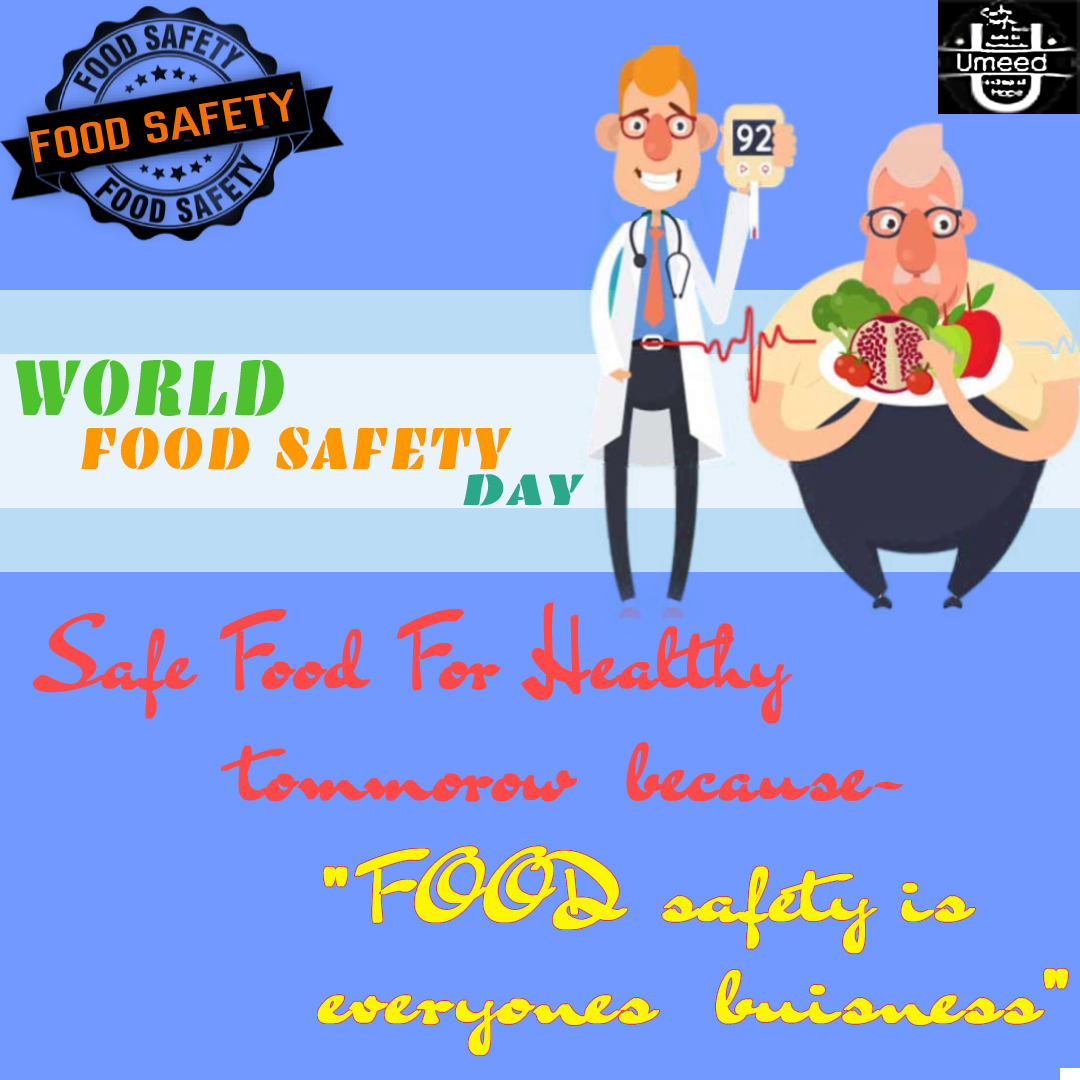 FOOD SAFETY
FOOD SAFETY
FOOD SAFETY
Umeed
92
WORLD
FOOD SAFETY
DAY
Safe Food For Healthy
tommorow because-
"FOOD safety is
everyones buisness"